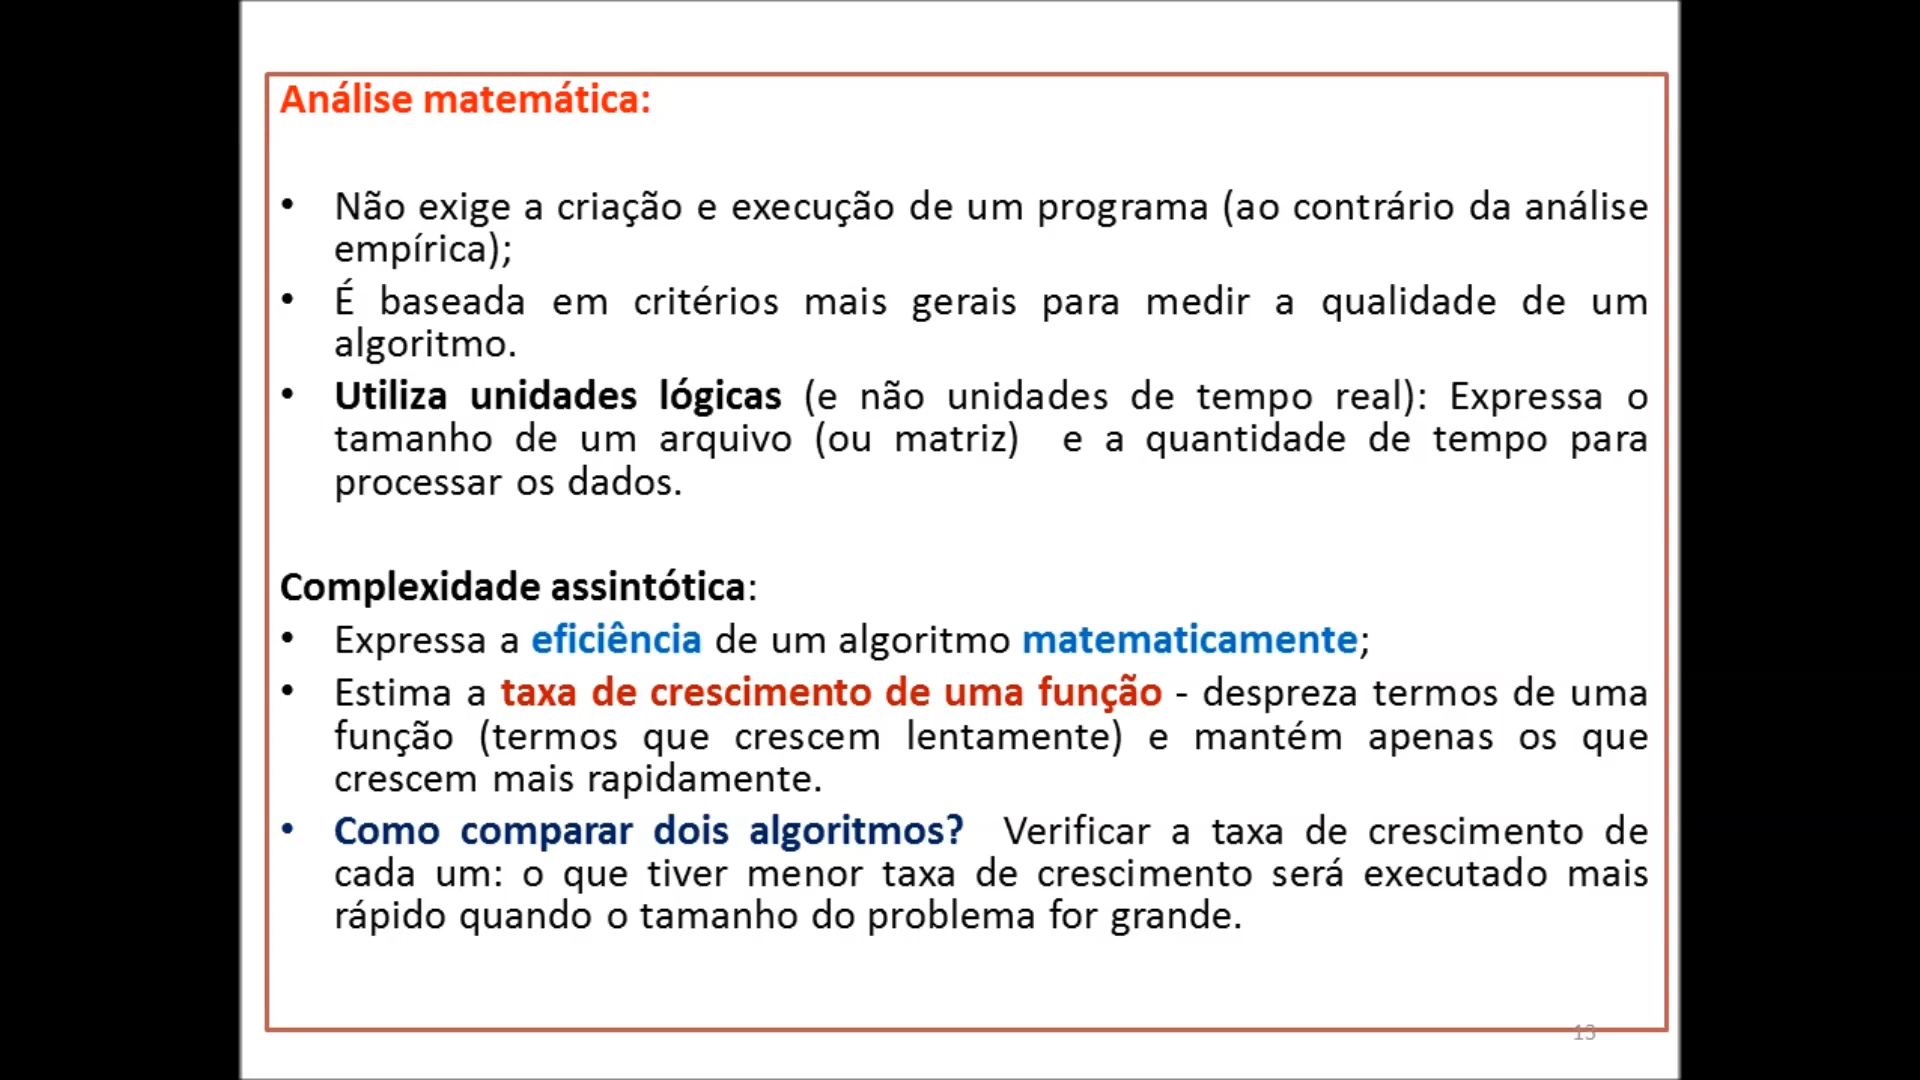 Análise matemática:
• Não exige a criação e execução de um programa (ao contrário da análise
empírica);
• É baseada em critérios mais gerais para medir a qualidade de um
algoritmo.
• Utiliza unidades lógicas (e não unidades de tempo real): Expressa o
tamanho de um arquivo (ou matriz) e a quantidade de tempo para
processar os dados.
Complexidade assintótica:
• Expressa a eficiência de um algoritmo matematicamente;
• Estima a taxa de crescimento de uma função - despreza termos de uma
função (termos que crescem lentamente) e mantém apenas os que
crescem mais rapidamente.
• Como comparar dois algoritmos? Verificar a taxa de crescimento de
cada um: o que tiver menor taxa de crescimento será executado mais
rápido quando o tamanho do problema for grande.
13